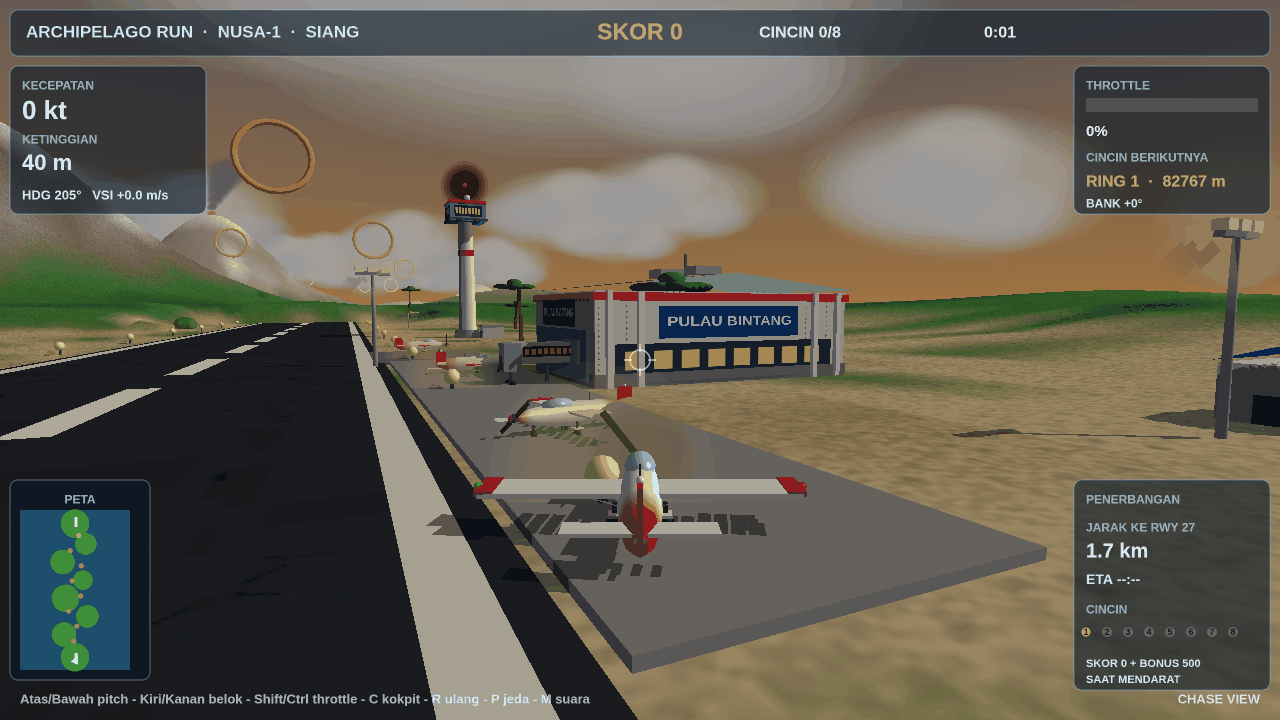 ARCHIPELAGO RUN · NUSA-1 · SIANG
SKOR 0
CINCIN 0/8
0:01
KECEPATAN
0 kt
KETINGGIAN
40 m
HDG 205° VSI +0.0 m/s
THROTTLE
0%
CINCIN BERIKUTNYA
RING 1 · 82767 m
BANK +0°
PULAU BINTANG
PULAU BINTANG
PETA
PENERBANGAN
JARAK KE RWY 27
1.7 km
ETA --:--
CINCIN
1 2 3 4 5 6 7 8
SKOR 0 + BONUS 500
SAAT MENDARAT
Atas/Bawah pitch - Kiri/Kanan belok - Shift/Ctrl throttle - C kokpit - R ulang - P jeda - M suara
CHASE VIEW